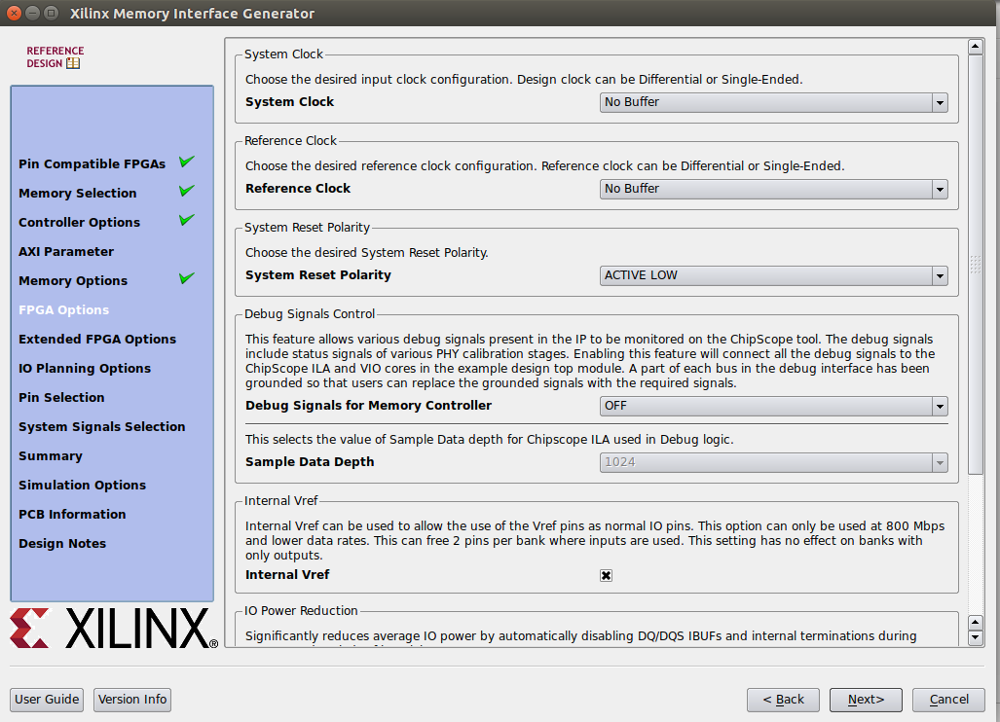 Xilinx Memory Interface Generator
REFERENCE
DESIGN
Pin Compatible FPGAs
Memory Selection
Controller Options
AXI Parameter
Memory Options
FPGA Options
Extended FPGA Options
IO Planning Options
Pin Selection
System Signals Selection
Summary
Simulation Options
PCB Information
Design Notes
XILINX®
System Clock
Choose the desired input clock configuration. Design clock can be Differential or Single-Ended.
System Clock No Buffer
Reference Clock
Choose the desired reference clock configuration. Reference clock can be Differential or Single-Ended.
Reference Clock No Buffer
System Reset Polarity
Choose the desired System Reset Polarity.
System Reset Polarity ACTIVE LOW
Debug Signals Control
This feature allows various debug signals present in the IP to be monitored on the ChipScope tool. The debug signals
include status signals of various PHY calibration stages. Enabling this feature will connect all the debug signals to the
ChipScope ILA and VIO cores in the example design top module. A part of each bus in the debug interface has been
grounded so that users can replace the grounded signals with the required signals.
Debug Signals for Memory Controller OFF
This selects the value of Sample Data depth for Chipscope ILA used in Debug logic.
Sample Data Depth 1024
Internal Vref
Internal Vref can be used to allow the use of the Vref pins as normal IO pins. This option can only be used at 800 Mbps
and lower data rates. This can free 2 pins per bank where inputs are used. This setting has no effect on banks with
only outputs.
Internal Vref
IO Power Reduction
Significantly reduces average IO power by automatically disabling DQ/DQS IBUFs and internal terminations during
User Guide Version Info < Back Next> Cancel